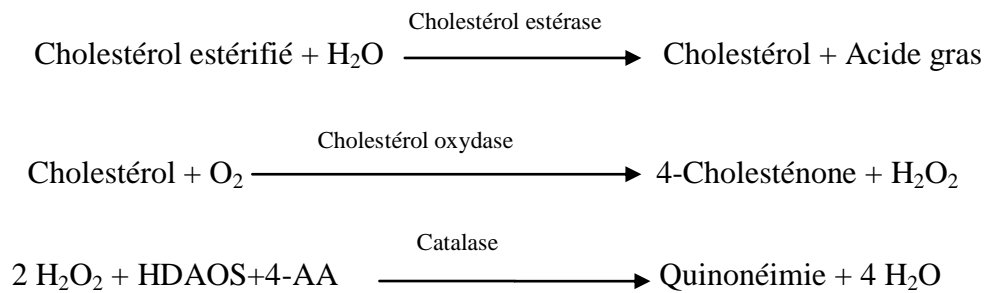 Cholestérol estérase
Cholestérol estérifié + H₂O Cholestérol + Acide gras
Cholestérol oxydase
Cholestérol + O₂ 4-Cholesténone + H₂O₂
Catalase
2 H₂O₂ + HDAOS+4-AA Quinonéimie + 4 H₂O